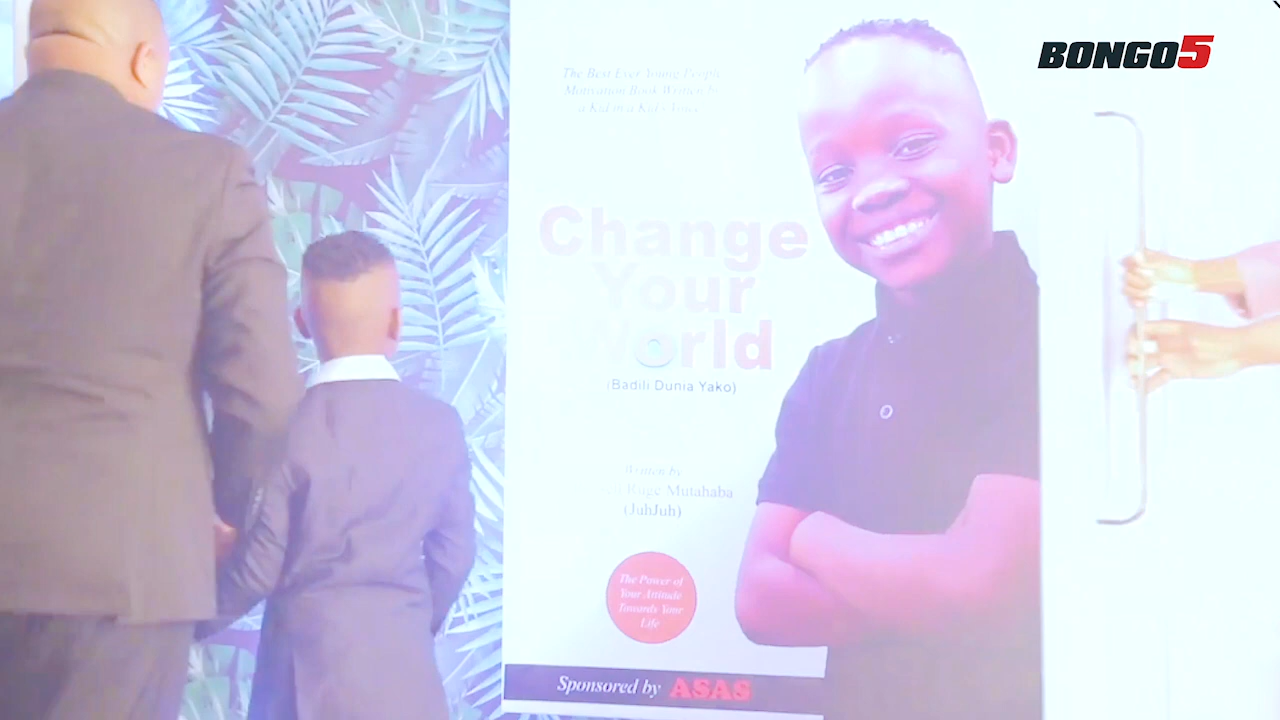 BONGO5
The Best Ever Young People
Motivation Book Written by
a Kid in a Kid's Voice
Change
Your
World
(Badili Dunia Yako)
Written by
Ruge Mutahaba
(JuhJuh)
The Power of
Your Attitude
Towards Your
Life
Sponsored by ASAS